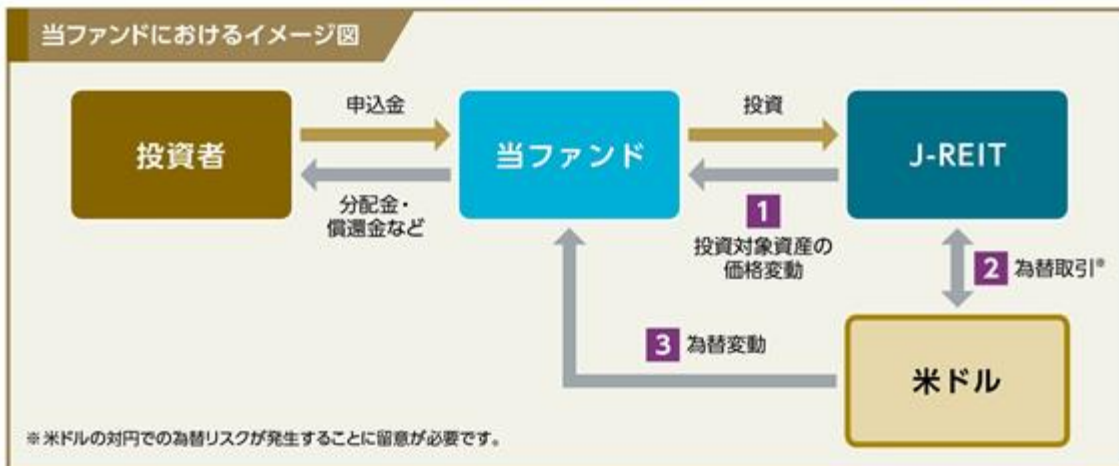 当ファンドにおけるイメージ図
投資者
申込金
分配金・
償還金など
当ファンド
投資
1
投資対象資産の
価格変動
J-REIT
2 為替取引※
3 為替変動
米ドル
※米ドルの対円での為替リスクが発生することに留意が必要です。